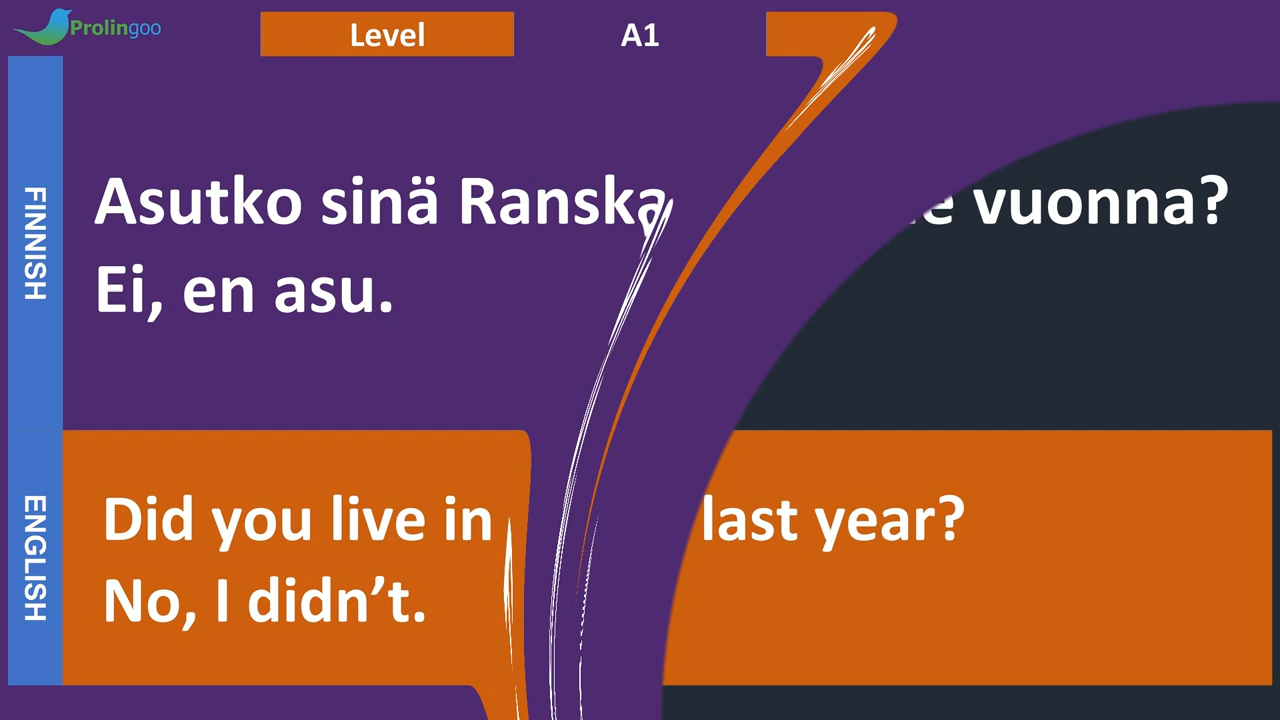 Prolingoo
Level
A1
FINNISH
Asutko sinä vuonna?
Ei, en asu.
ENGLISH
Did you live in last year?
No, I didn’t.